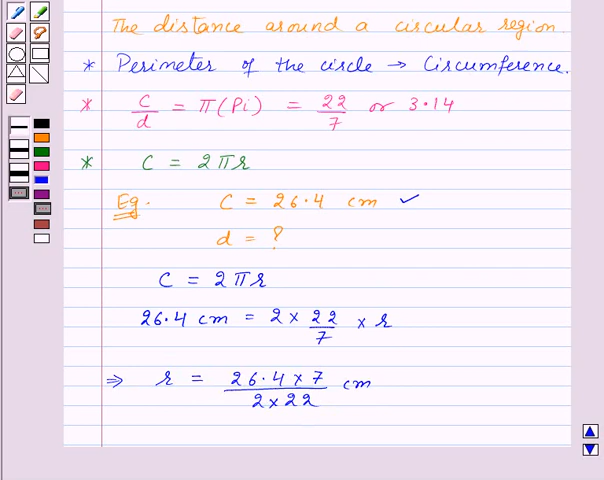 The distance around a circular region.
* Perimeter of the circle → Circumference.
* C/d = π (Pi) = 22/7 or 3.14
* C = 2πr
Eg. C = 26.4 cm ✓
d = ?
C = 2πr
26.4 cm = 2 × 22/7 × r
⇒ r = 26.4 × 7 / 2 × 22 cm